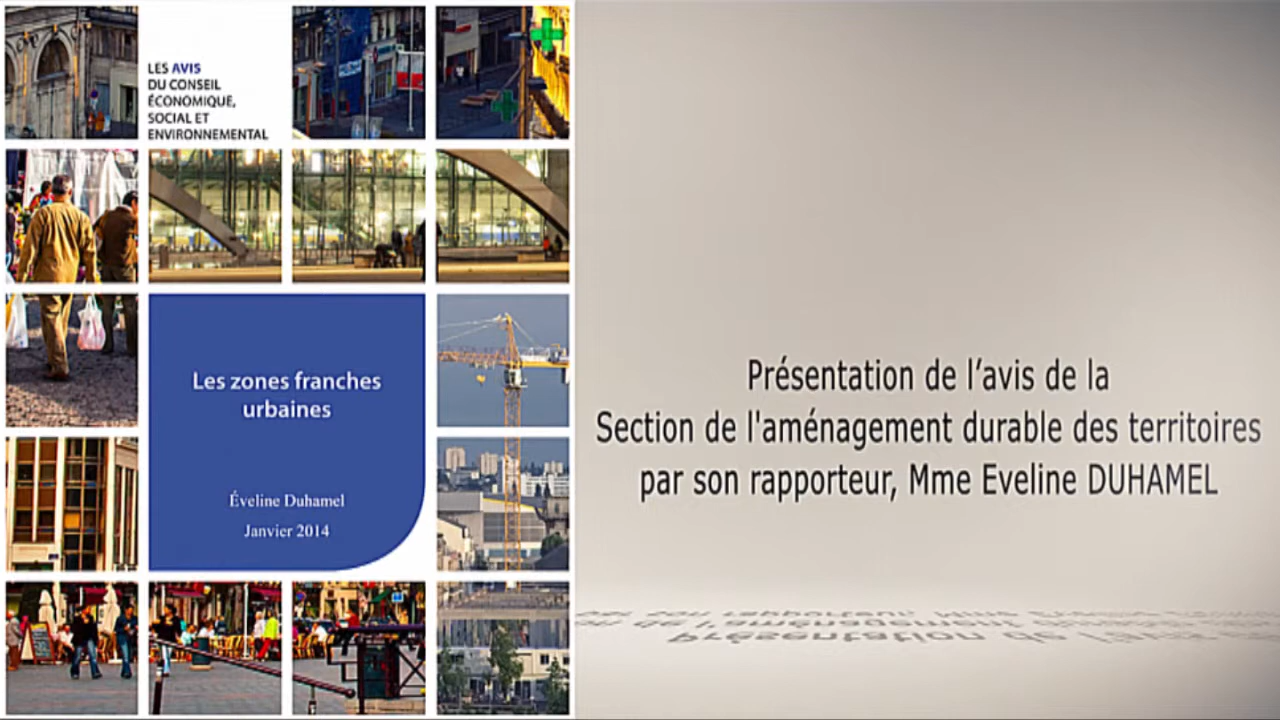 LES AVIS
DU CONSEIL
ÉCONOMIQUE,
SOCIAL ET
ENVIRONNEMENTAL
Les zones franches
urbaines
Éveline Duhamel
Janvier 2014
Présentation de l’avis de la
Section de l'aménagement durable des territoires
par son rapporteur, Mme Eveline DUHAMEL